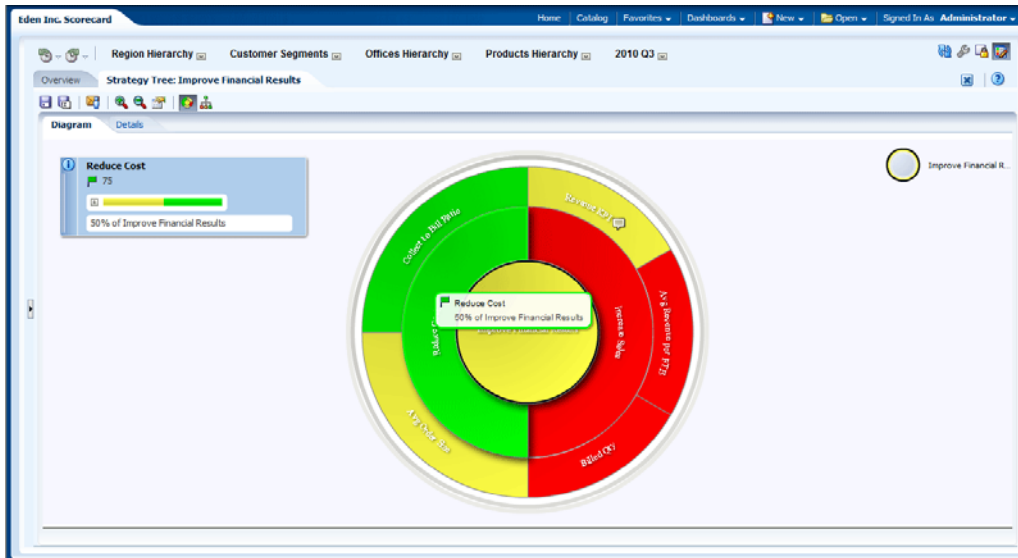 Eden Inc. Scorecard
Home Catalog Favorites Dashboards New Open Signed In As Administrator
Region Hierarchy Customer Segments Offices Hierarchy Products Hierarchy 2010 Q3
Overview Strategy Tree: Improve Financial Results
Diagram Details
Reduce Cost
75
50% of Improve Financial Results
Improve Financial R...
Collect to Bill Ratio
Revenue
Reduce Cost
50% of Improve Financial Results
Increase Sales
Avg Revenue per FTE
Avg Order Size
Billed Qty